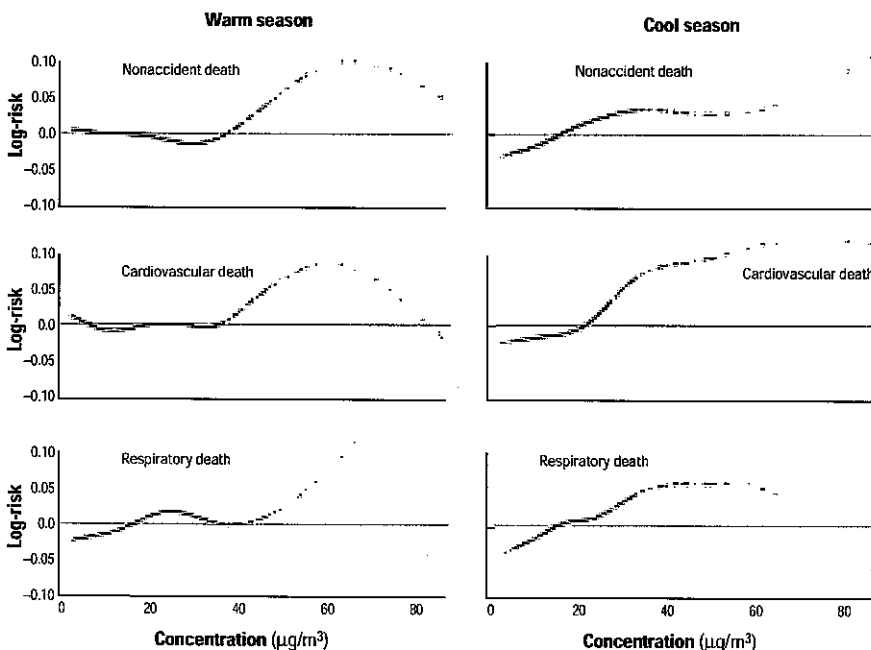 Warm season
Cool season
0.10
0.05
0.0
−0.05
−0.10
Log-risk
Nonaccident death
Nonaccident death
0.10
0.05
0.0
−0.05
−0.10
Log-risk
Cardiovascular death
Cardiovascular death
0.10
0.05
0.0
−0.05
−0.10
Log-risk
Respiratory death
Respiratory death
0 20 40 60 80
0 20 40 60 80
Concentration (µg/m³)
Concentration (µg/m³)